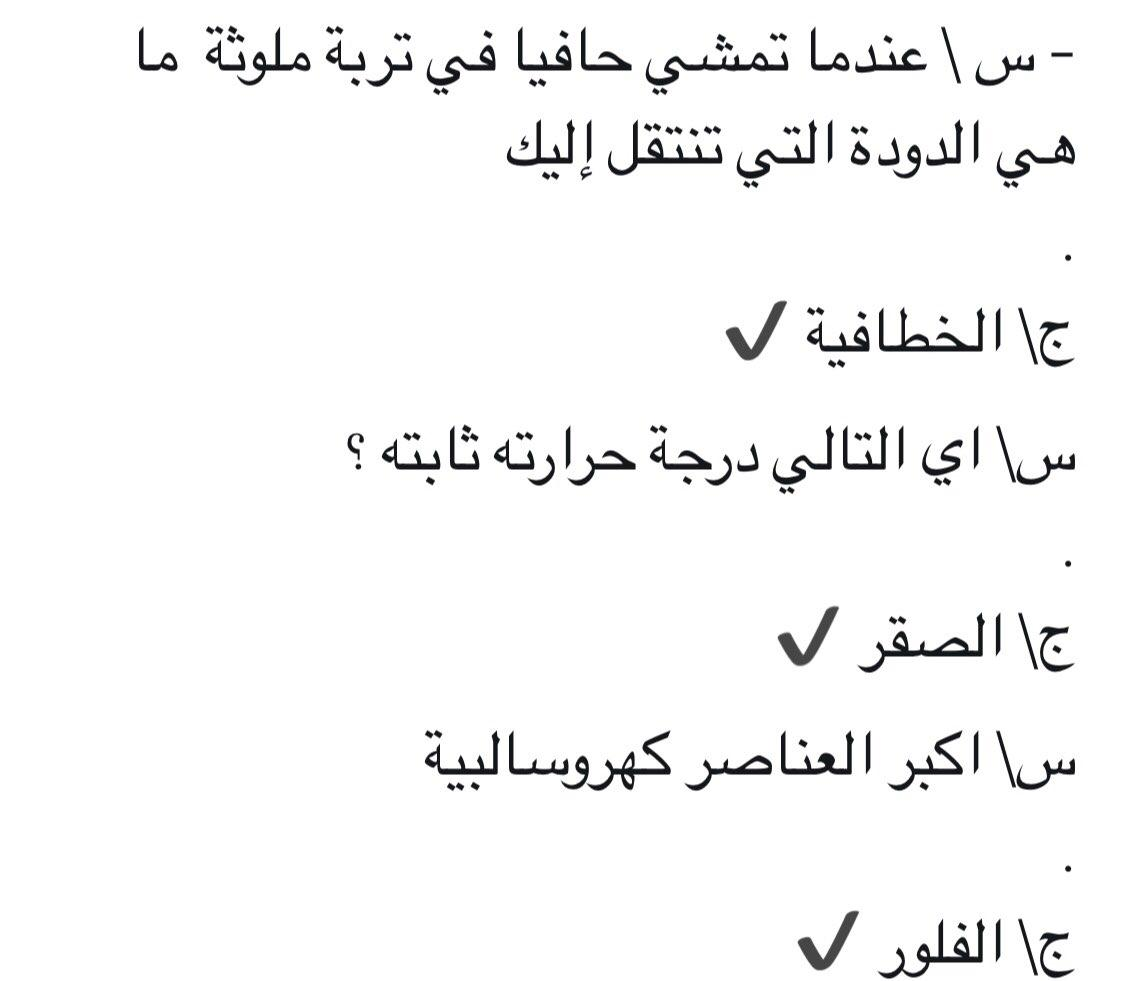 - س \ عندما تمشي حافيا في تربة ملوثة ما
هي الدودة التي تنتقل إليك
.
ج\ الخطافية ✔
س\ اي التالي درجة حرارته ثابته ؟
.
ج\ الصقر ✔
س\ اكبر العناصر كهروسالبية
.
ج\ الفلور ✔